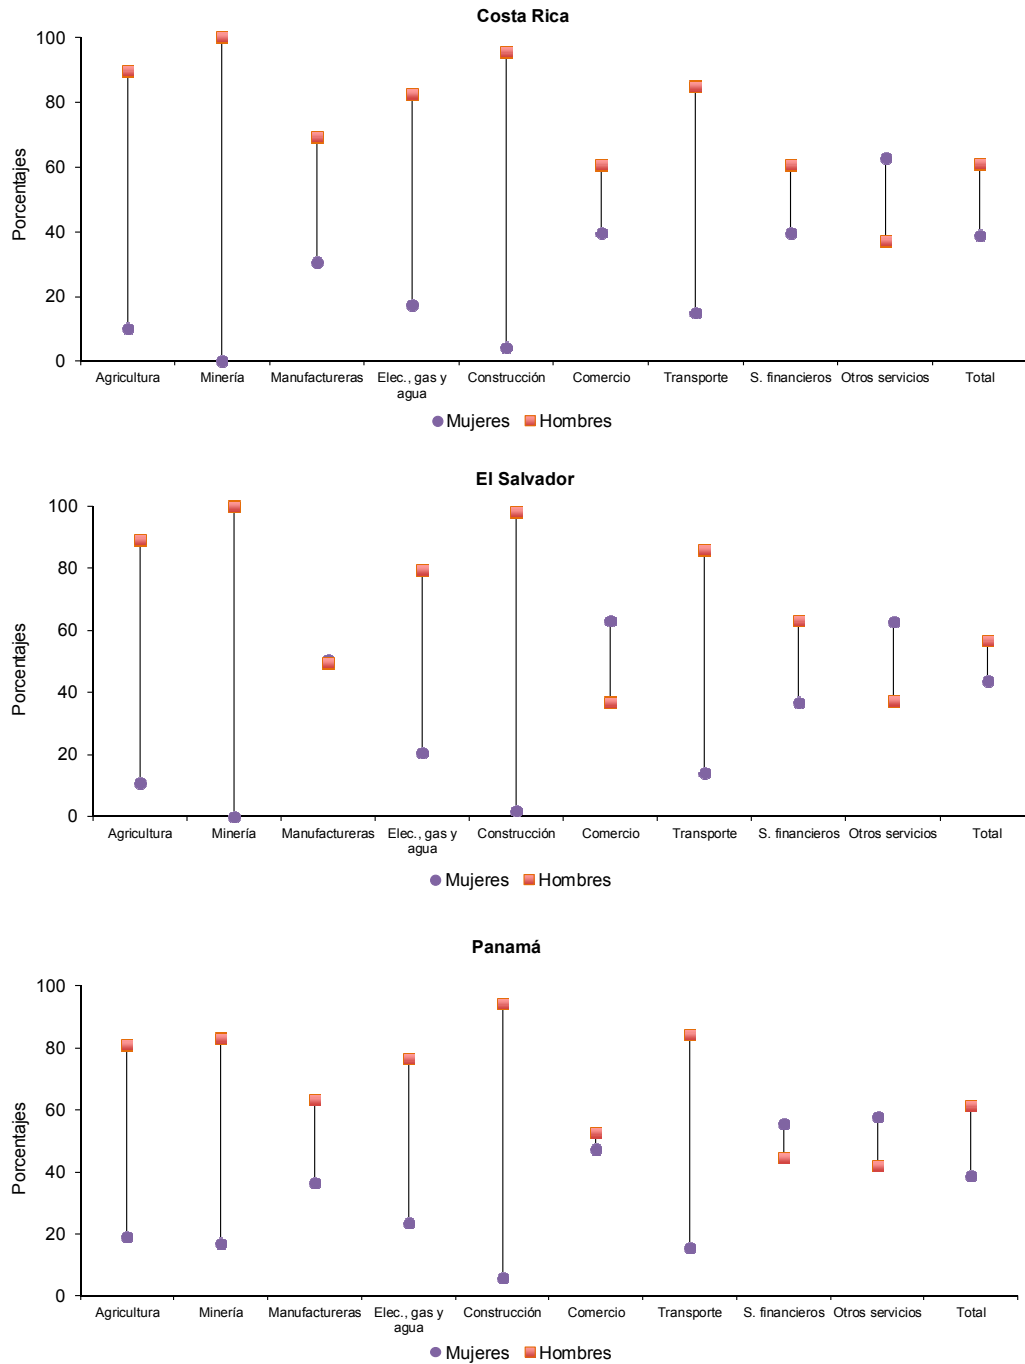 Costa Rica
100
80
60
40
20
0
Porcentajes
Agricultura Minería Manufactureras Elec., gas y agua Construcción Comercio Transporte S. financieros Otros servicios Total
Mujeres Hombres
El Salvador
100
80
60
40
20
0
Porcentajes
Agricultura Minería Manufactureras Elec., gas y agua Construcción Comercio Transporte S. financieros Otros servicios Total
Mujeres Hombres
Panamá
100
80
60
40
20
0
Porcentajes
Agricultura Minería Manufactureras Elec., gas y agua Construcción Comercio Transporte S. financieros Otros servicios Total
Mujeres Hombres